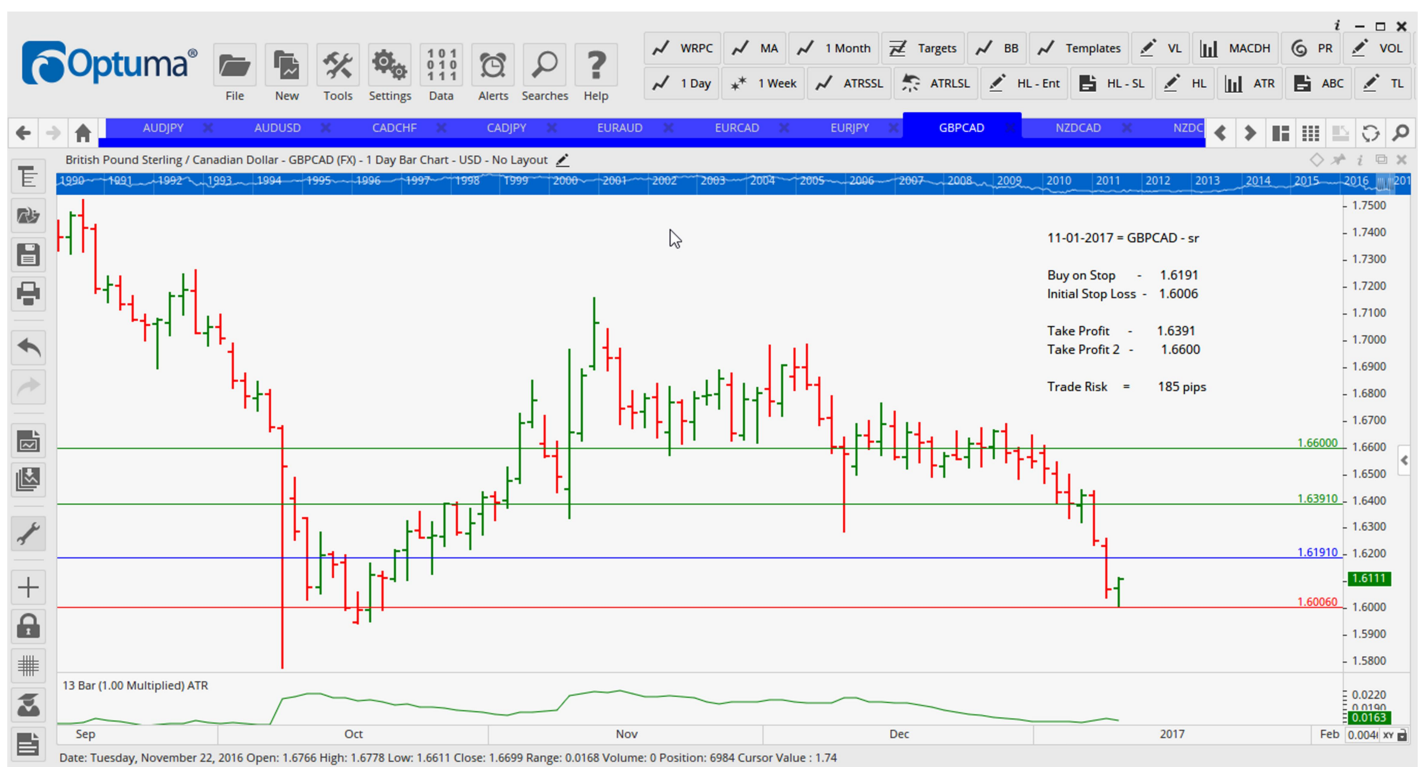 Optuma®
File New Tools Settings Data Alerts Searches Help
WRPC MA 1 Month Targets BB Templates VL MACDH PR VOL
1 Day 1 Week ATRSSL ATRLSL HL - Ent HL - SL HL ATR ABC TL
AUDJPY AUDUSD CADCHF CADJPY EURAUD EURCAD EURJPY GBPCAD NZDCAD NZDC
British Pound Sterling / Canadian Dollar - GBPCAD (FX) - 1 Day Bar Chart - USD - No Layout
1990 1991 1992 1993 1994 1995 1996 1997 1998 1999 2000 2001 2002 2003 2004 2005 2006 2007 2008 2009 2010 2011 2012 2013 2014 2015 2016 201
1.7500
1.7400
1.7300
1.7200
1.7100
1.7000
1.6900
1.6800
1.6700
1.6600
1.6500
1.6400
1.6300
1.6200
1.6111
1.6000
1.5900
1.5800
11-01-2017 = GBPCAD - sr
Buy on Stop - 1.6191
Initial Stop Loss - 1.6006
Take Profit - 1.6391
Take Profit 2 - 1.6600
Trade Risk = 185 pips
1.66000
1.63910
1.61910
1.60060
13 Bar (1.00 Multiplied) ATR
0.0220
0.0190
0.0163
Sep Oct Nov Dec 2017 Feb 0.004 XY
Date: Tuesday, November 22, 2016 Open: 1.6766 High: 1.6778 Low: 1.6611 Close: 1.6699 Range: 0.0168 Volume: 0 Position: 6984 Cursor Value : 1.74